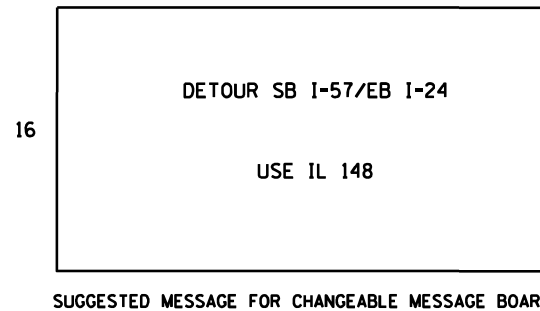 DETOUR SB I-57/EB I-24
16
USE IL 148
SUGGESTED MESSAGE FOR CHANGEABLE MESSAGE BOAR